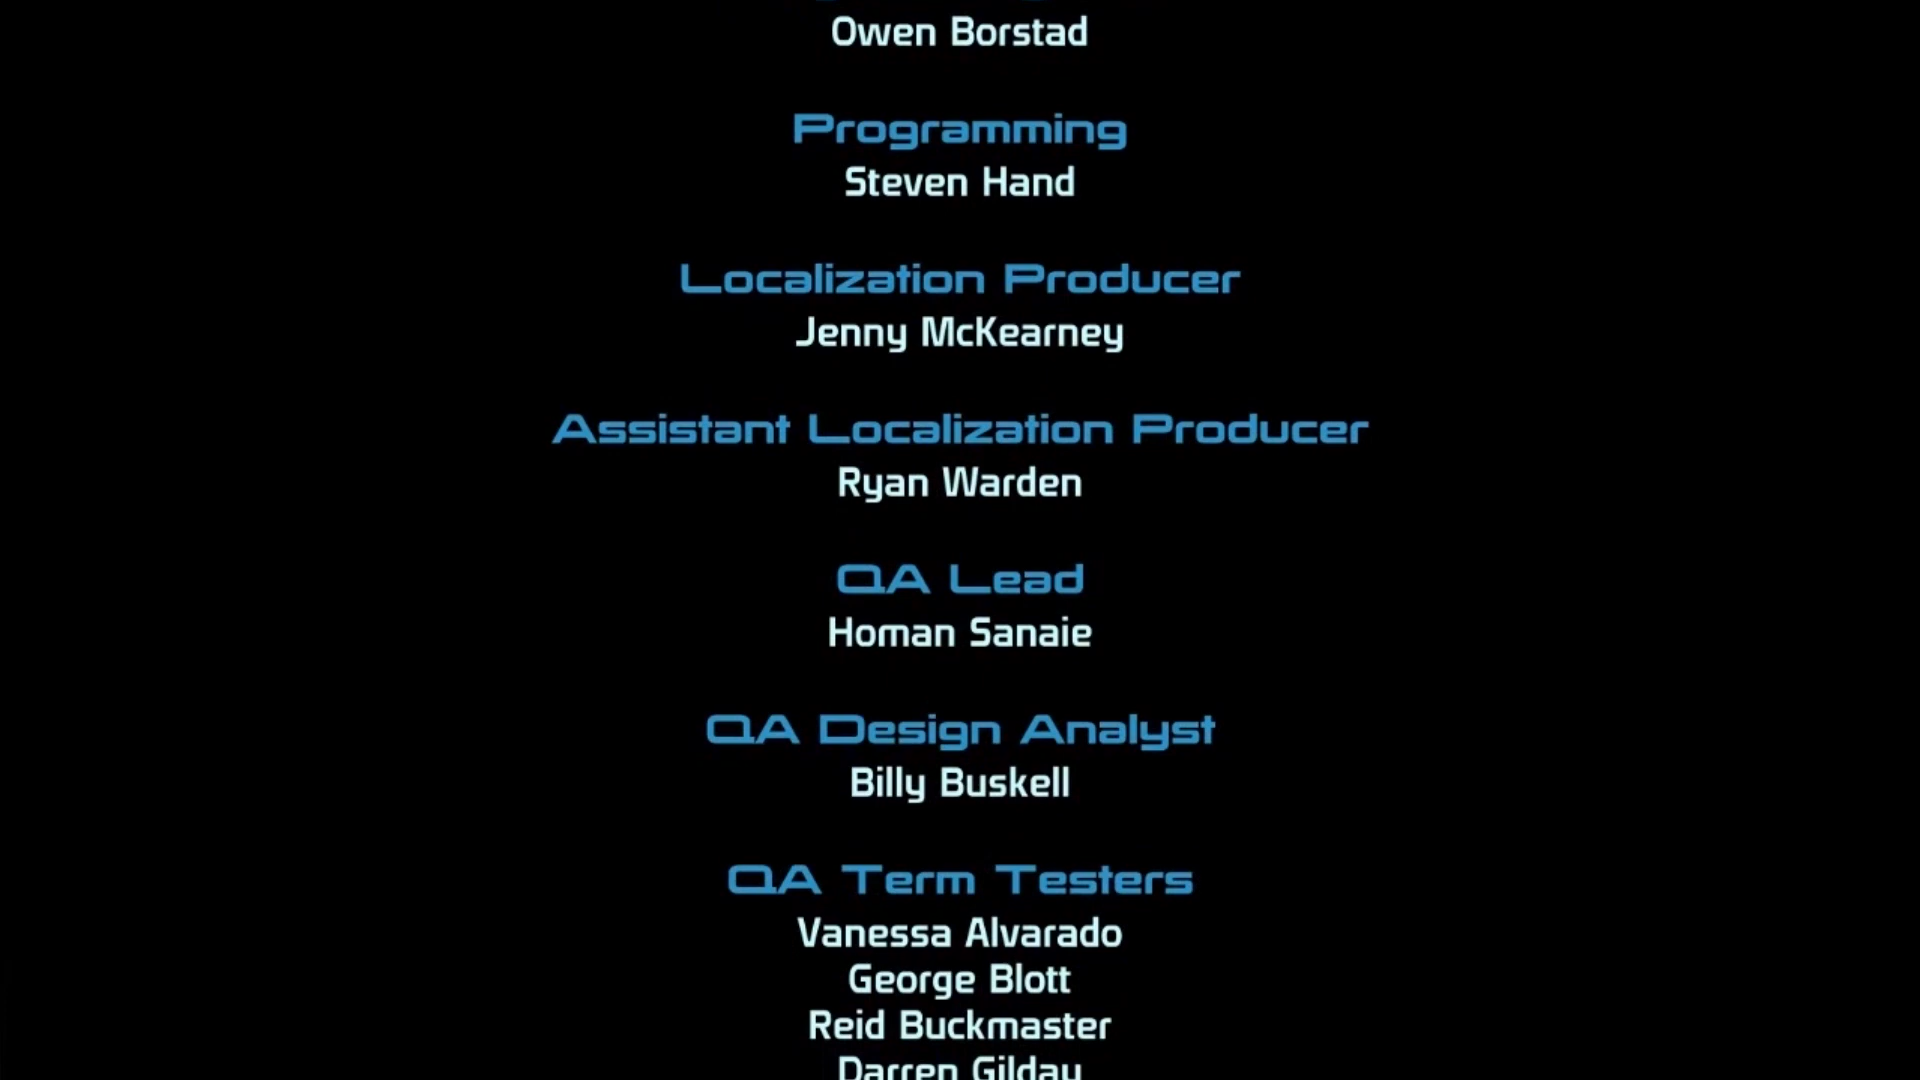 Owen Borstad
Programming
Steven Hand
Localization Producer
Jenny McKearney
Assistant Localization Producer
Ryan Warden
QA Lead
Homan Sanaie
QA Design Analyst
Billy Buskell
QA Term Testers
Vanessa Alvarado
George Blott
Reid Buckmaster
Darren Gilday